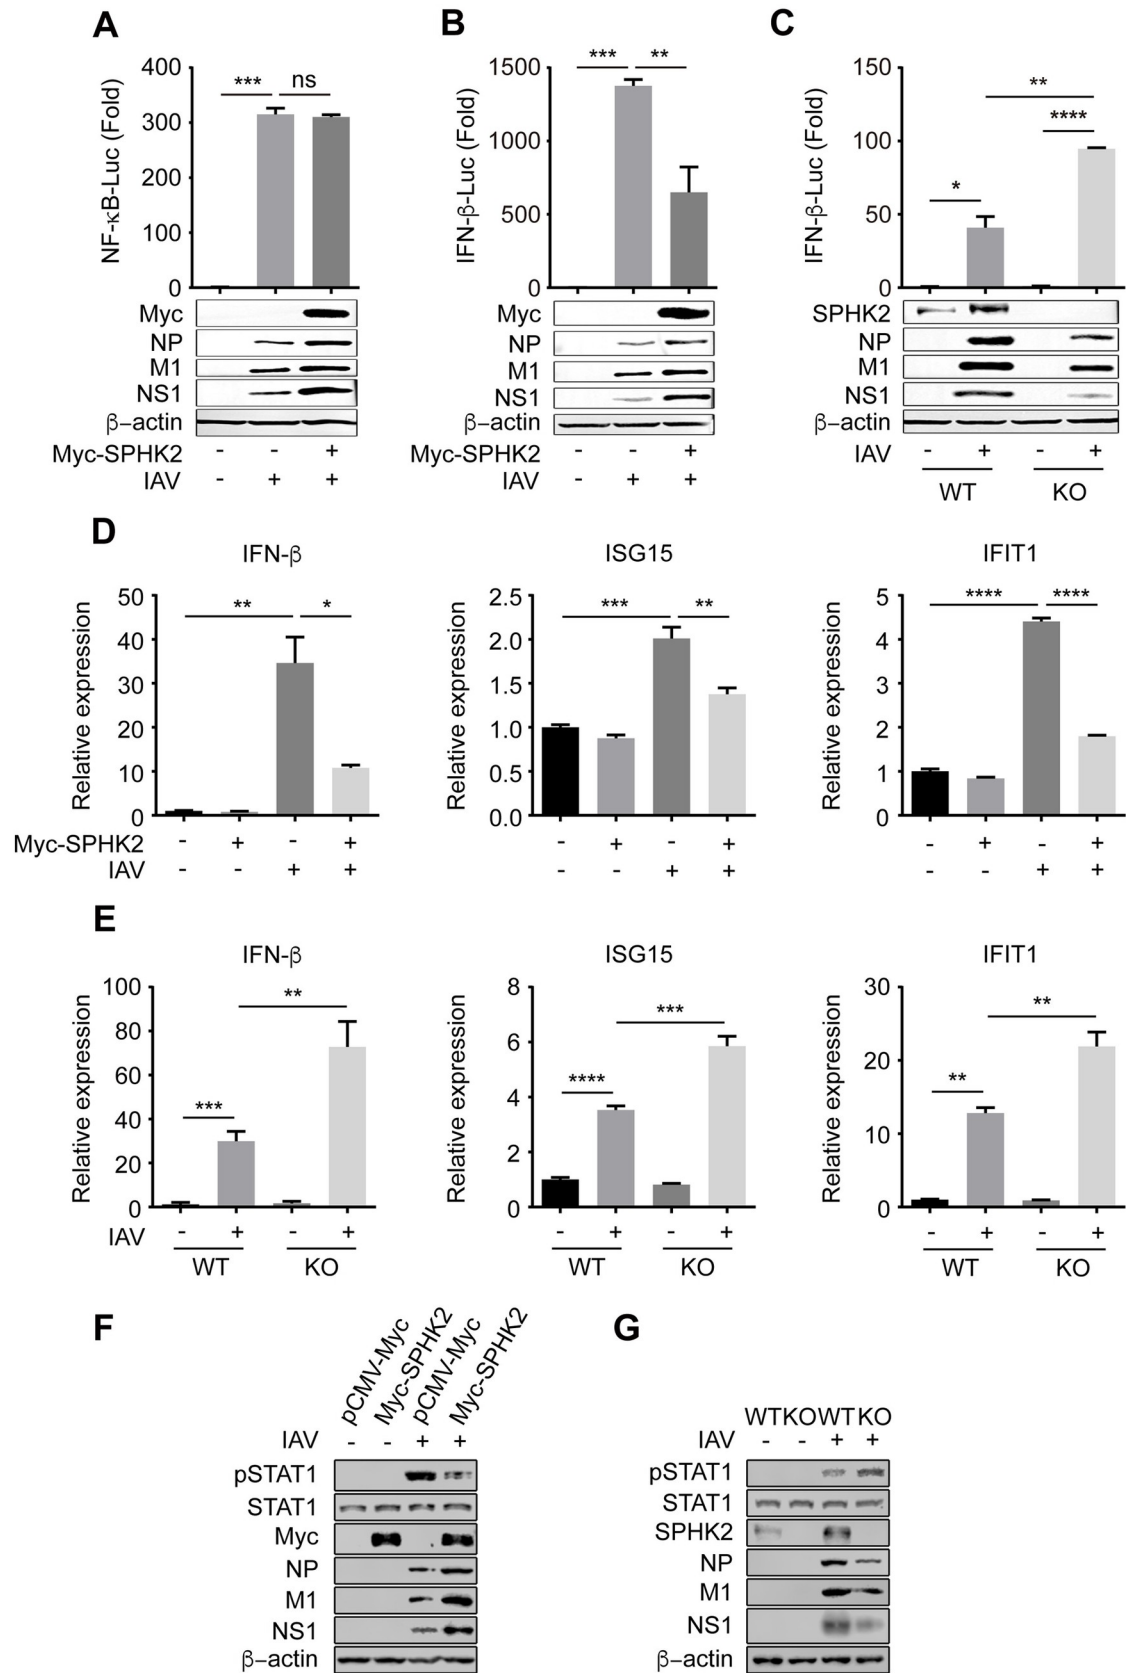 A
NF-κB-Luc (Fold)
400
300
200
100
0
*** ns
Myc
NP
M1
NS1
β–actin
Myc-SPHK2 - - +
IAV - + +
B
IFN-β-Luc (Fold)
1500
1000
500
0
*** **
Myc
NP
M1
NS1
β–actin
Myc-SPHK2 - - +
IAV - + +
C
IFN-β-Luc (Fold)
150
100
50
0
**
****
*
SPHK2
NP
M1
NS1
β–actin
IAV - + - +
WT KO
D
IFN-β
Relative expression
50
40
30
20
10
0
** *
Myc-SPHK2 - + - +
IAV - - + +
ISG15
Relative expression
2.5
2.0
1.5
1.0
0.5
0.0
*** **
- + - +
- - + +
IFIT1
Relative expression
5
4
3
2
1
0
**** ****
- + - +
- - + +
E
IFN-β
Relative expression
100
80
60
40
20
0
**
***
IAV - + - +
WT KO
ISG15
Relative expression
8
6
4
2
0
***
****
- + - +
WT KO
IFIT1
Relative expression
30
20
10
0
**
**
- + - +
WT KO
F
pCMV-Myc
Myc-SPHK2
pCMV-Myc
Myc-SPHK2
IAV - - + +
pSTAT1
STAT1
Myc
NP
M1
NS1
β–actin
G
WT KO WT KO
IAV - - + +
pSTAT1
STAT1
SPHK2
NP
M1
NS1
β–actin